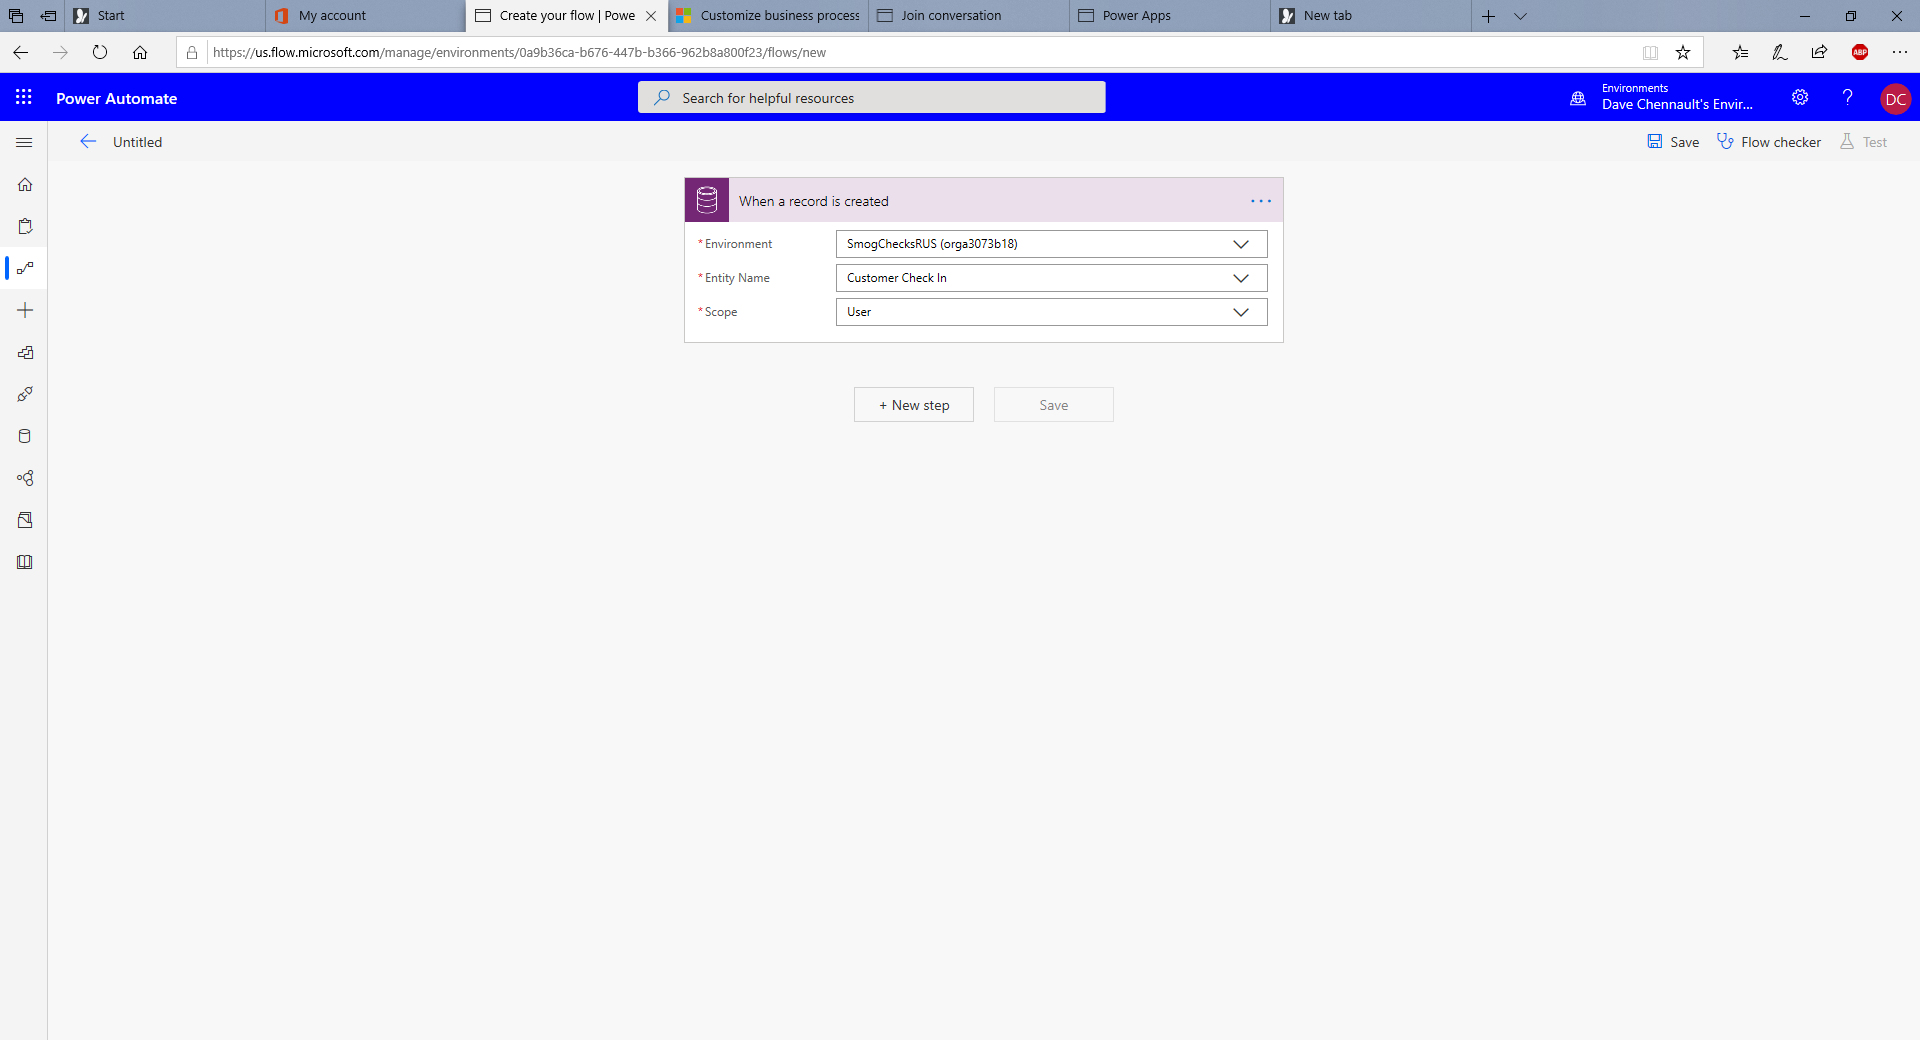 Start
My account
Create your flow | Powe
Customize business process
Join conversation
Power Apps
New tab
https://us.flow.microsoft.com/manage/environments/0a9b36ca-b676-447b-b366-962b8a800f23/flows/new
ABP
Power Automate
Search for helpful resources
Environments
Dave Chennault's Envir...
?
DC
Untitled
Save
Flow checker
Test
When a record is created
* Environment
SmogChecksRUS (orga3073b18)
* Entity Name
Customer Check In
* Scope
User
+ New step
Save